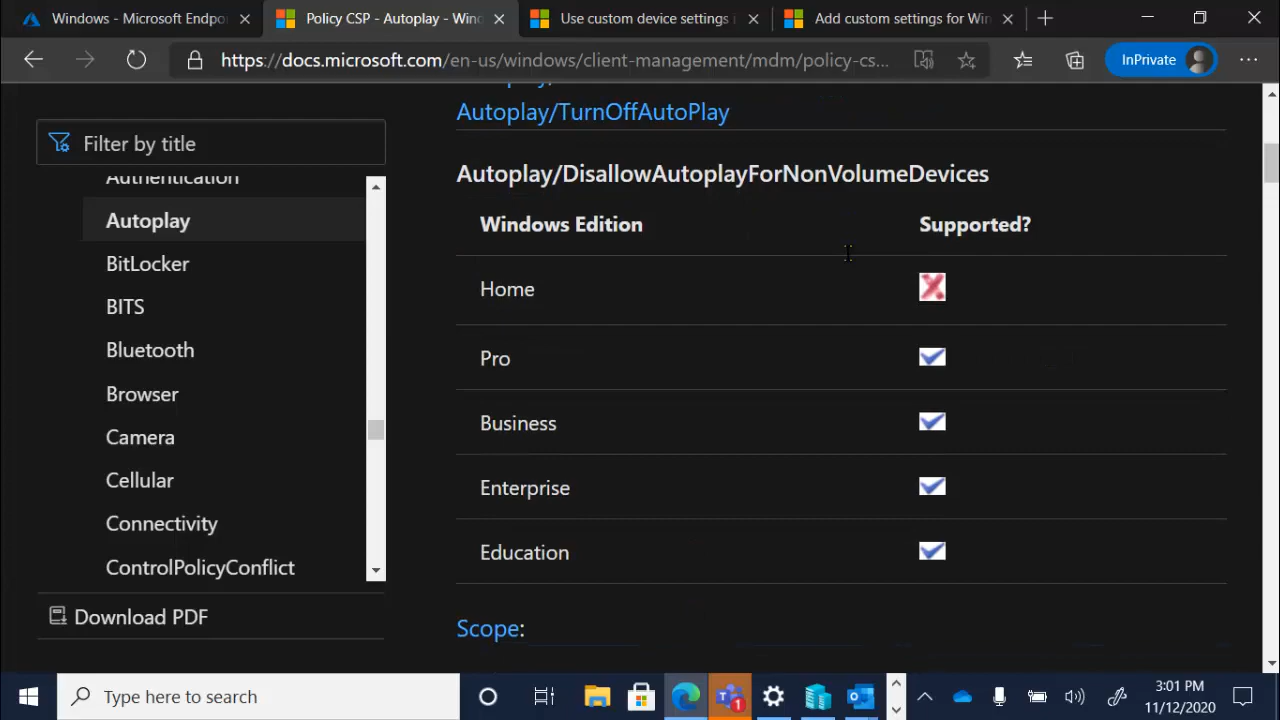 Windows - Microsoft Endpo
Policy CSP - Autoplay - Wind
Use custom device settings i
Add custom settings for Win
https://docs.microsoft.com/en-us/windows/client-management/mdm/policy-cs...
InPrivate
Filter by title
Authentication
Autoplay
BitLocker
BITS
Bluetooth
Browser
Camera
Cellular
Connectivity
ControlPolicyConflict
Download PDF
Autoplay/TurnOffAutoPlay
Autoplay/DisallowAutoplayForNonVolumeDevices
Windows Edition Supported?
Home
Pro
Business
Enterprise
Education
Scope:
Type here to search
1
3:01 PM
11/12/2020